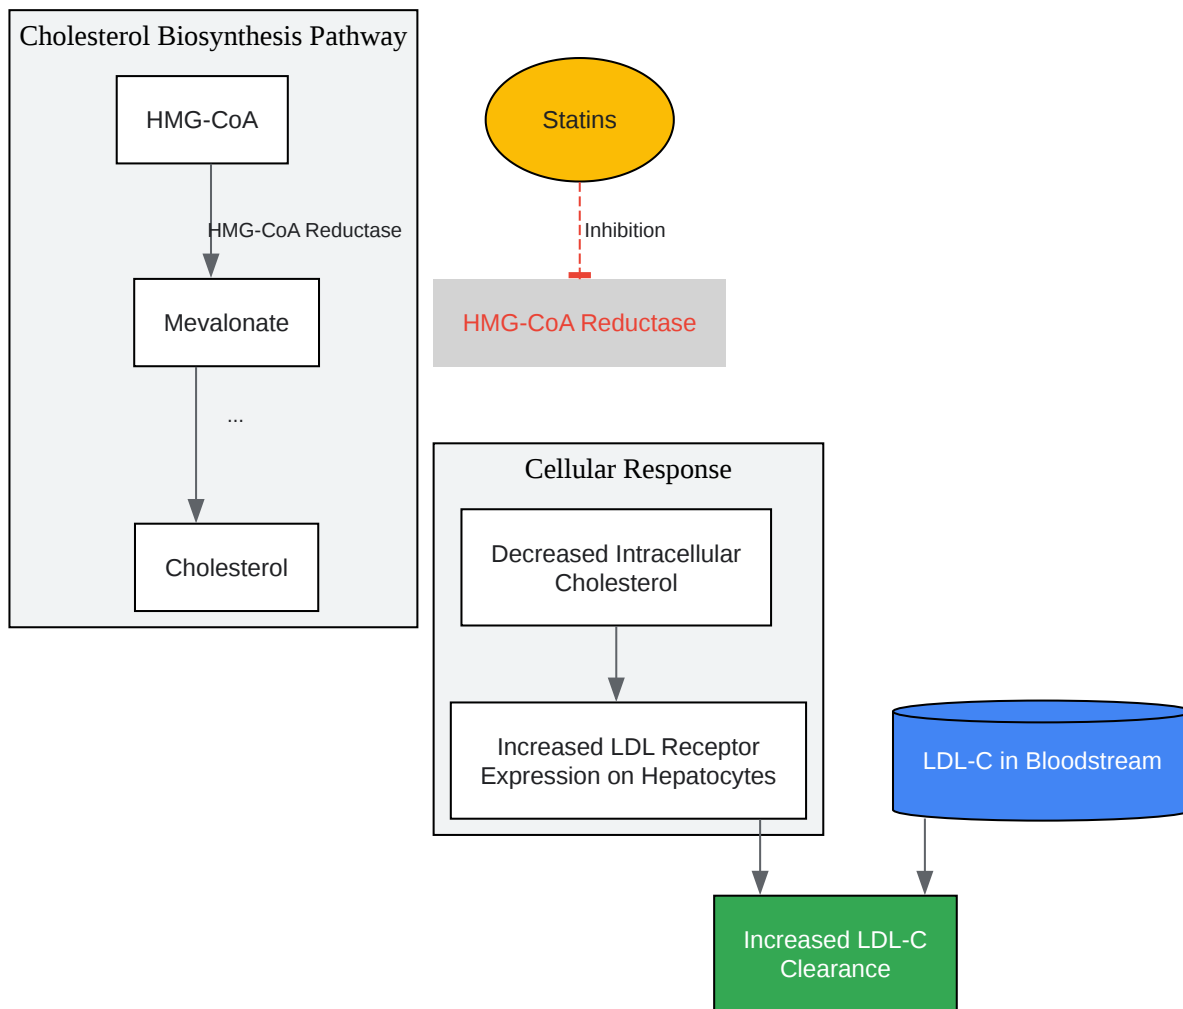 Cholesterol Biosynthesis Pathway
HMG-CoA
HMG-CoA Reductase
Mevalonate
...
Cholesterol
Statins
Inhibition
HMG-CoA Reductase
Cellular Response
Decreased Intracellular
Cholesterol
Increased LDL Receptor
Expression on Hepatocytes
LDL-C in Bloodstream
Increased LDL-C
Clearance